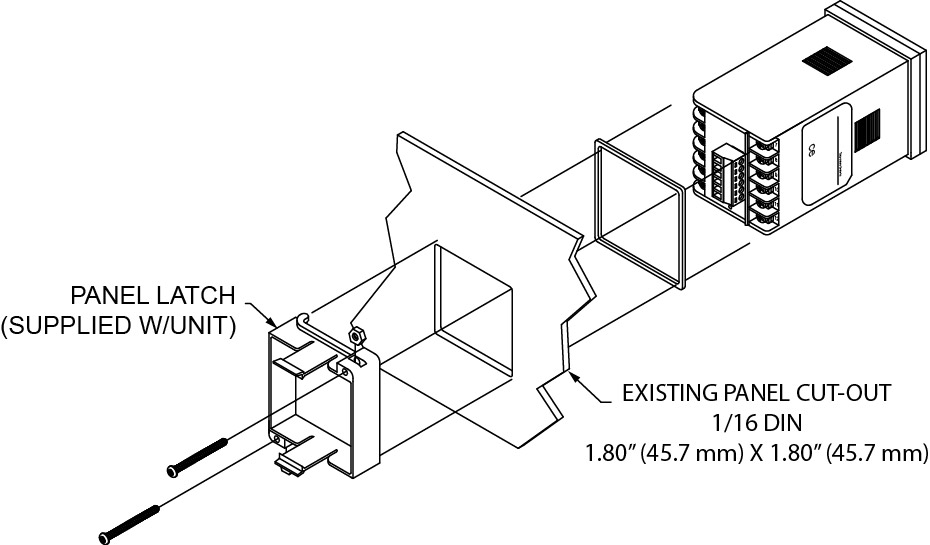 PANEL LATCH
(SUPPLIED W/UNIT)
EXISTING PANEL CUT-OUT
1/16 DIN
1.80” (45.7 mm) X 1.80” (45.7 mm)